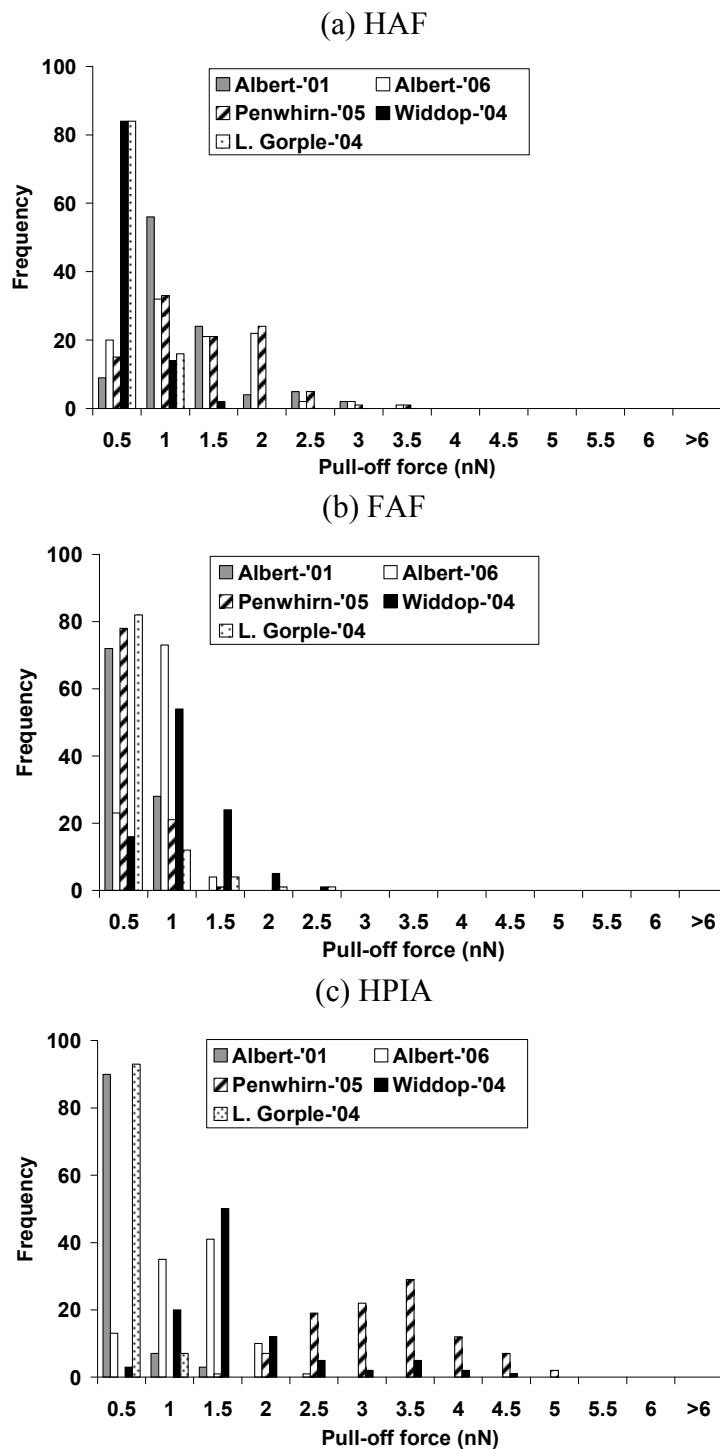 (a) HAF
100
80
60
40
20
0
Frequency
Albert-'01 Albert-'06
Penwhirn-'05 Widdop-'04
L. Gorple-'04
0.5 1 1.5 2 2.5 3 3.5 4 4.5 5 5.5 6 >6
Pull-off force (nN)
(b) FAF
100
80
60
40
20
0
Frequency
Albert-'01 Albert-'06
Penwhirn-'05 Widdop-'04
L. Gorple-'04
0.5 1 1.5 2 2.5 3 3.5 4 4.5 5 5.5 6 >6
Pull-off force (nN)
(c) HPIA
100
80
60
40
20
0
Frequency
Albert-'01 Albert-'06
Penwhirn-'05 Widdop-'04
L. Gorple-'04
0.5 1 1.5 2 2.5 3 3.5 4 4.5 5 5.5 6 >6
Pull-off force (nN)